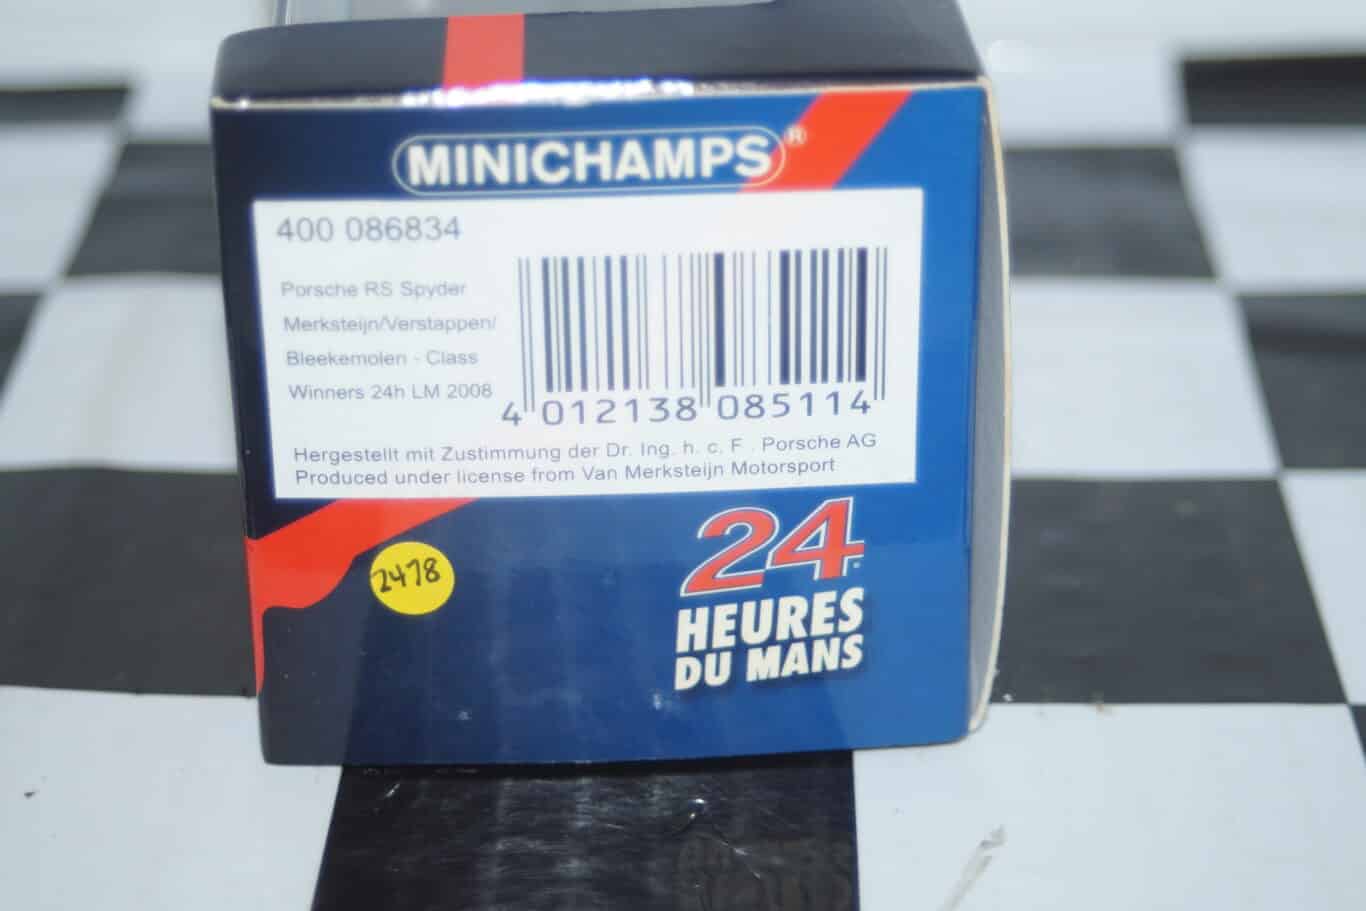 MINICHAMPS®
400 086834
Porsche RS Spyder
Merksteijn/Verstappen/
Bleekemolen - Class
Winners 24h LM 2008
4 012138 085114
Hergestellt mit Zustimmung der Dr. Ing. h. c. F . Porsche AG
Produced under license from Van Merksteijn Motorsport
2478
24
HEURES
DU MANS